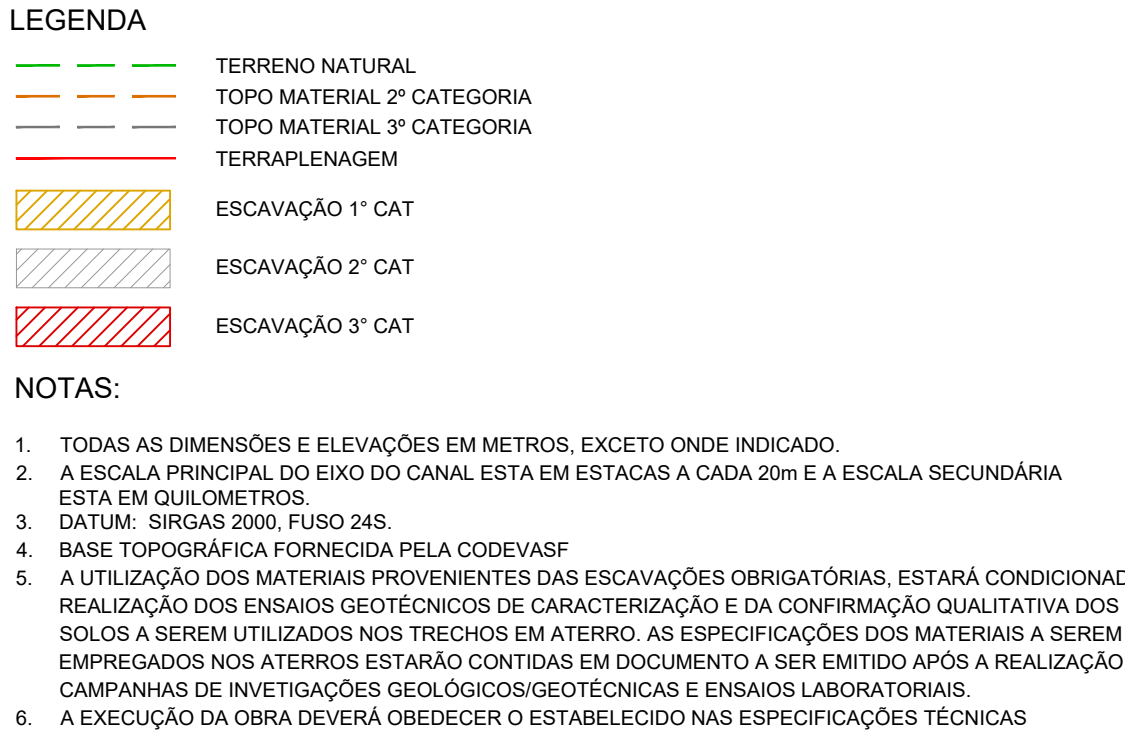 LEGENDA
TERRENO NATURAL
TOPO MATERIAL 2º CATEGORIA
TOPO MATERIAL 3º CATEGORIA
TERRAPLENAGEM
ESCAVAÇÃO 1° CAT
ESCAVAÇÃO 2° CAT
ESCAVAÇÃO 3° CAT
NOTAS:
1. TODAS AS DIMENSÕES E ELEVAÇÕES EM METROS, EXCETO ONDE INDICADO.
2. A ESCALA PRINCIPAL DO EIXO DO CANAL ESTA EM ESTACAS A CADA 20m E A ESCALA SECUNDÁRIA
ESTA EM QUILOMETROS.
3. DATUM: SIRGAS 2000, FUSO 24S.
4. BASE TOPOGRÁFICA FORNECIDA PELA CODEVASF
5. A UTILIZAÇÃO DOS MATERIAIS PROVENIENTES DAS ESCAVAÇÕES OBRIGATÓRIAS, ESTARÁ CONDICIONAD
REALIZAÇÃO DOS ENSAIOS GEOTÉCNICOS DE CARACTERIZAÇÃO E DA CONFIRMAÇÃO QUALITATIVA DOS
SOLOS A SEREM UTILIZADOS NOS TRECHOS EM ATERRO. AS ESPECIFICAÇÕES DOS MATERIAIS A SEREM
EMPREGADOS NOS ATERROS ESTARÃO CONTIDAS EM DOCUMENTO A SER EMITIDO APÓS A REALIZAÇÃO
CAMPANHAS DE INVETIGAÇÕES GEOLÓGICOS/GEOTÉCNICAS E ENSAIOS LABORATORIAIS.
6. A EXECUÇÃO DA OBRA DEVERÁ OBEDECER O ESTABELECIDO NAS ESPECIFICAÇÕES TÉCNICAS